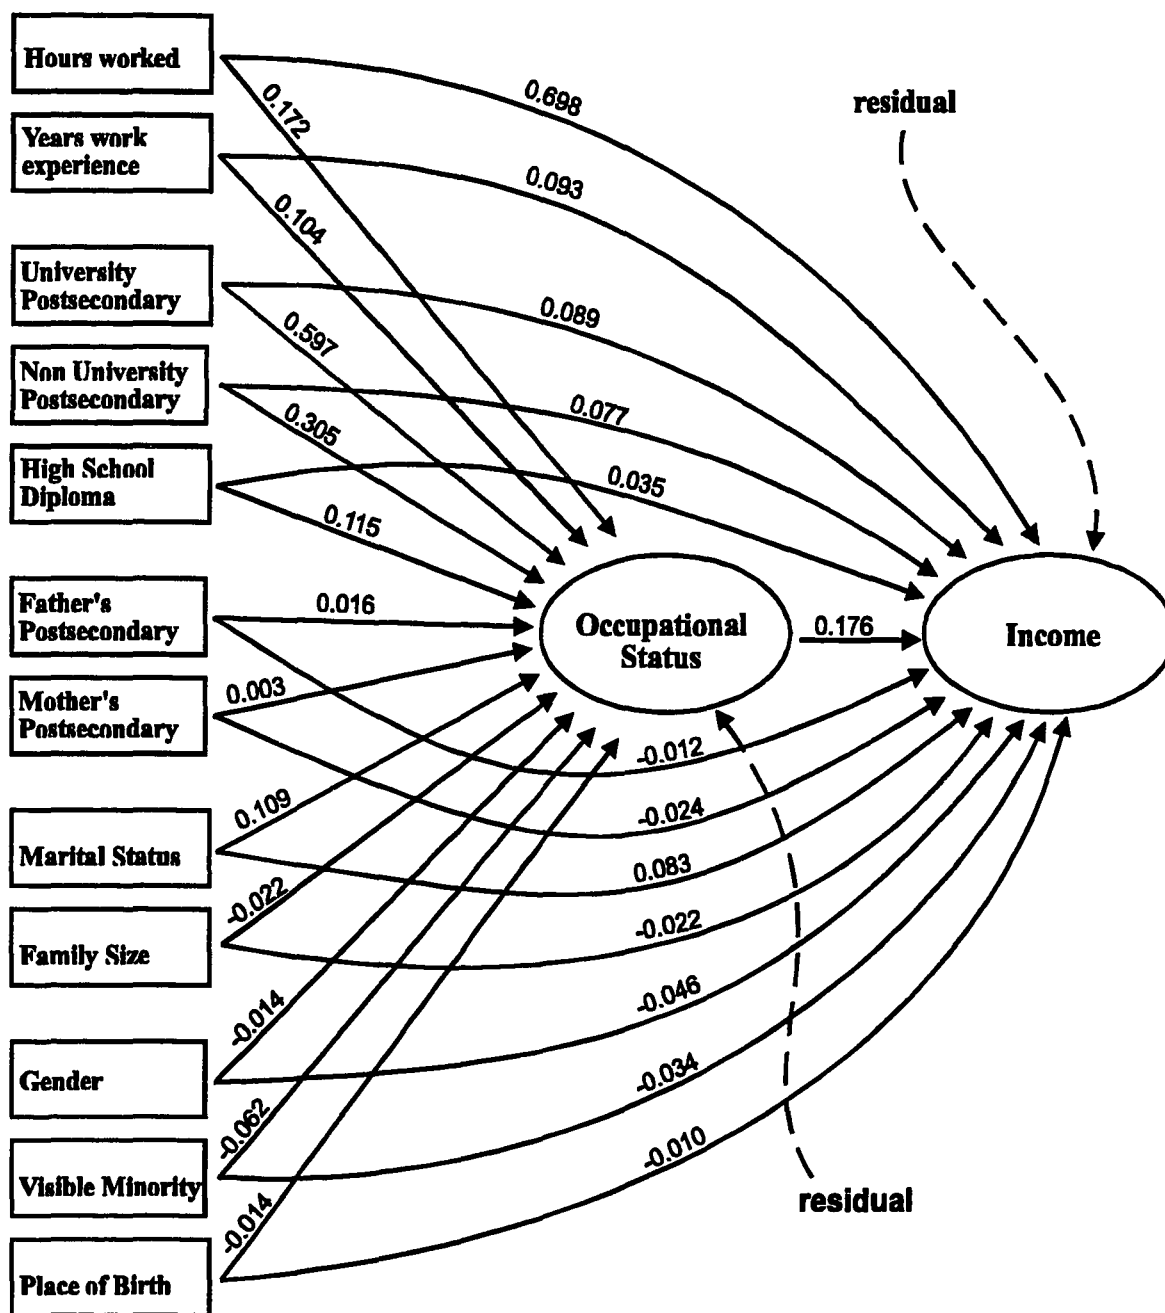 Hours worked
Years work
experience
University
Postsecondary
Non University
Postsecondary
High School
Diploma
Father's
Postsecondary
Mother's
Postsecondary
Marital Status
Family Size
Gender
Visible Minority
Place of Birth
0.172
0.104
0.597
0.305
0.115
0.016
0.003
0.109
-0.022
-0.014
-0.062
-0.014
0.698
0.093
0.089
0.077
0.035
Occupational
Status
0.176
Income
-0.012
-0.024
0.083
-0.022
-0.046
-0.034
-0.010
residual
residual